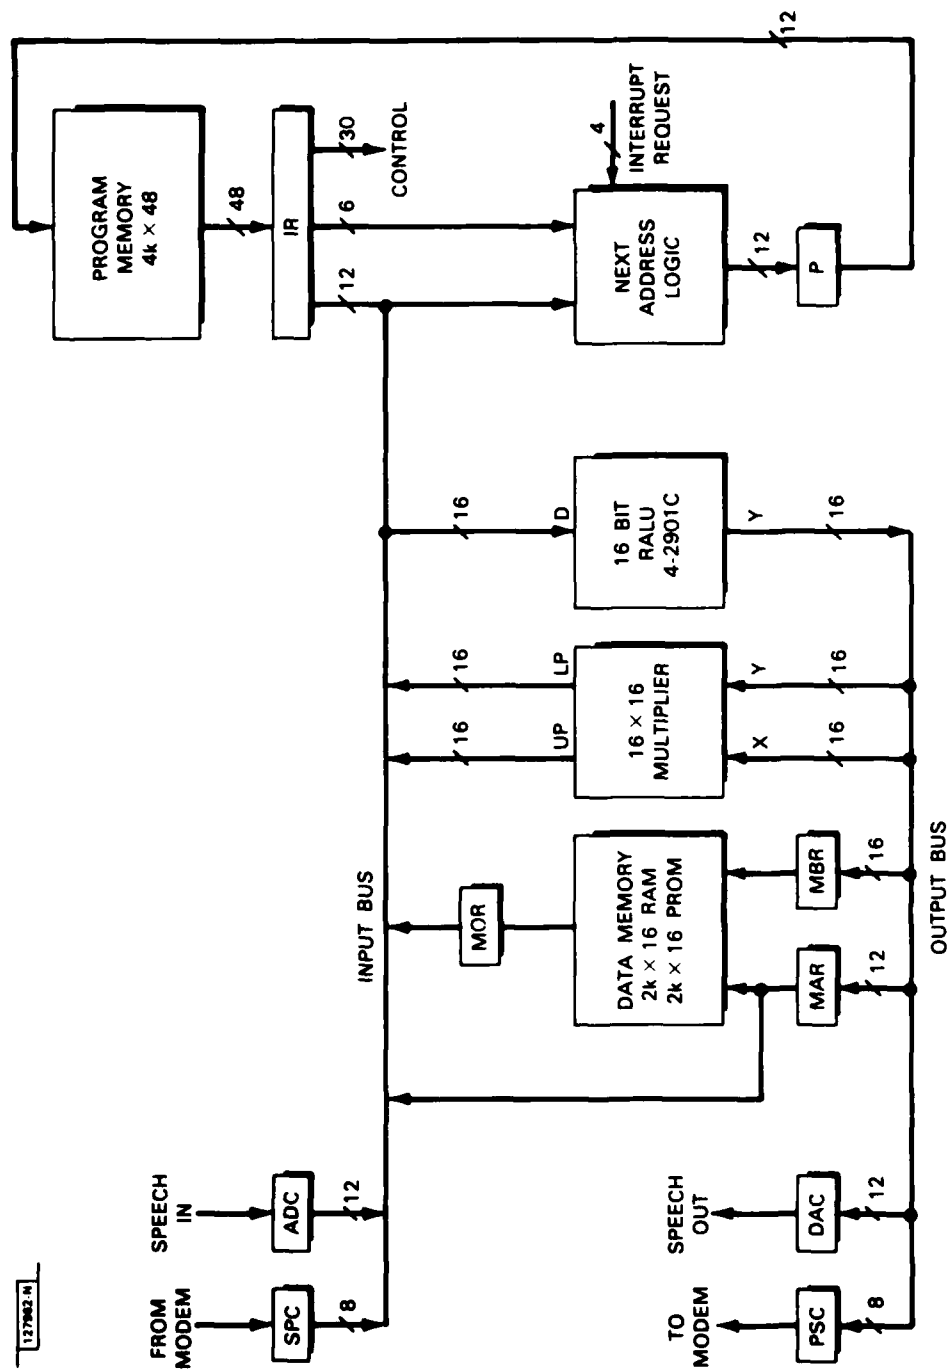 127982-N
FROM
MODEM
SPC
8
SPEECH
IN
ADC
12
INPUT BUS
MOR
DATA MEMORY
2k × 16 RAM
2k × 16 PROM
MAR
12
MBR
16
16
16
UP
LP
16 × 16
MULTIPLIER
X
Y
16
16
16
D
16 BIT
RALU
4-2901C
Y
16
PROGRAM
MEMORY
4k × 48
48
IR
12
6
30
CONTROL
4
INTERRUPT
REQUEST
NEXT
ADDRESS
LOGIC
12
P
12
TO
MODEM
PSC
8
SPEECH
OUT
DAC
12
OUTPUT BUS